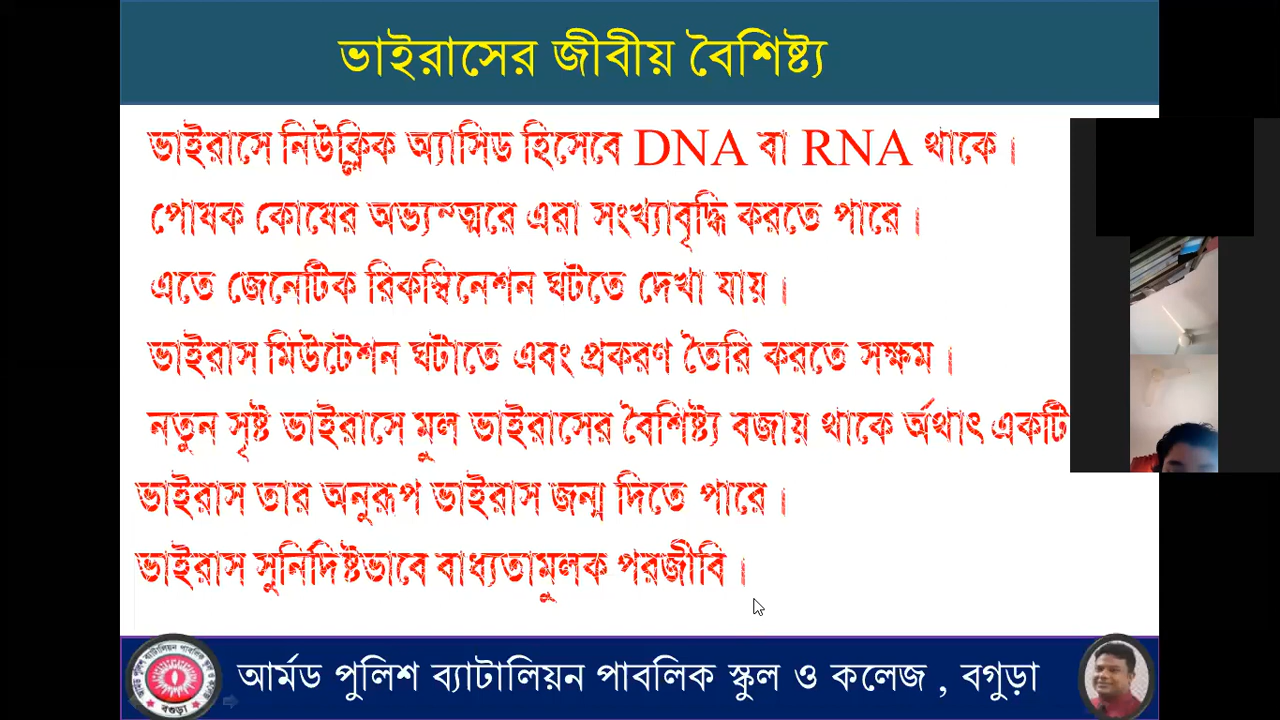 ভাইরাসের জীবীয় বৈশিষ্ট্য
ভাইরাসে নিউক্লিক অ্যাসিড হিসেবে DNA বা RNA থাকে।
পোষক কোষের অভ্যন্তরে এরা সংখ্যাবৃদ্ধি করতে পারে।
এতে জেনেটিক রিকম্বিনেশন ঘটতে দেখা যায়।
ভাইরাস মিউটেশন ঘটাতে এবং প্রকরণ তৈরি করতে সক্ষম।
নতুন সৃষ্ট ভাইরাসে মুল ভাইরাসের বৈশিষ্ট্য বজায় থাকে অর্থাৎ একটি
ভাইরাস তার অনুরূপ ভাইরাস জন্ম দিতে পারে।
ভাইরাস সুনির্দিষ্টভাবে বাধ্যতামুলক পরজীবি।
আর্মড পুলিশ ব্যাটালিয়ন পাবলিক স্কুল ও কলেজ , বগুড়া
বগুড়া